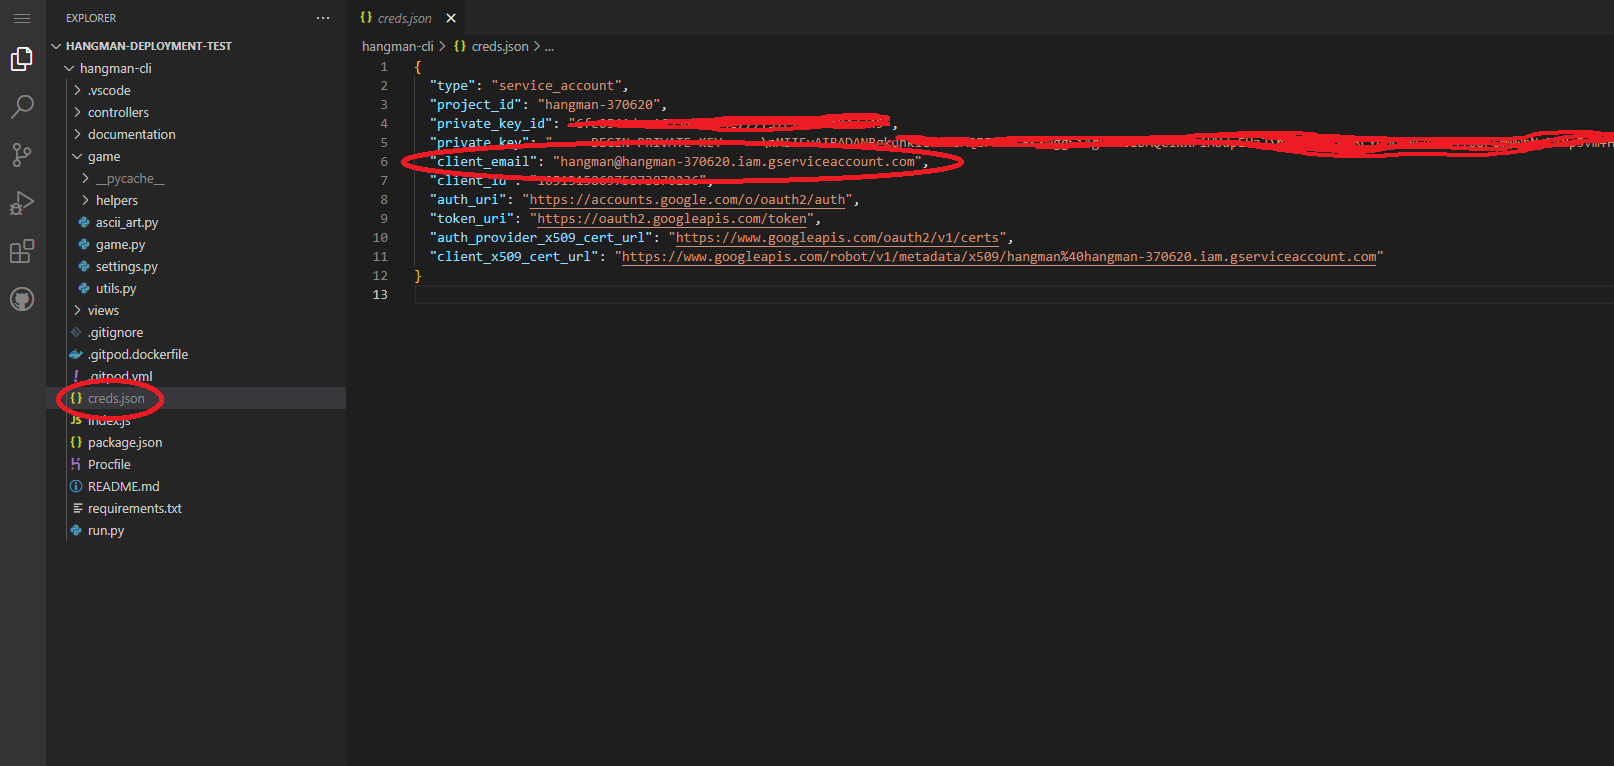 EXPLORER
HANGMAN-DEPLOYMENT-TEST
hangman-cli
.vscode
controllers
documentation
game
__pycache__
helpers
ascii_art.py
game.py
settings.py
utils.py
views
.gitignore
.gitpod.dockerfile
.gitpod.yml
creds.json
index.js
package.json
Procfile
README.md
requirements.txt
run.py
creds.json
hangman-cli > {} creds.json > ...
1 {
2 "type": "service_account",
3 "project_id": "hangman-370620",
4 "private_key_id": "
5 "private_key": "
6 "client_email": "hangman@hangman-370620.iam.gserviceaccount.com",
7 "client_id":
8 "auth_uri": "https://accounts.google.com/o/oauth2/auth",
9 "token_uri": "https://oauth2.googleapis.com/token",
10 "auth_provider_x509_cert_url": "https://www.googleapis.com/oauth2/v1/certs",
11 "client_x509_cert_url": "https://www.googleapis.com/robot/v1/metadata/x509/hangman%40hangman-370620.iam.gserviceaccount.com"
12 }
13